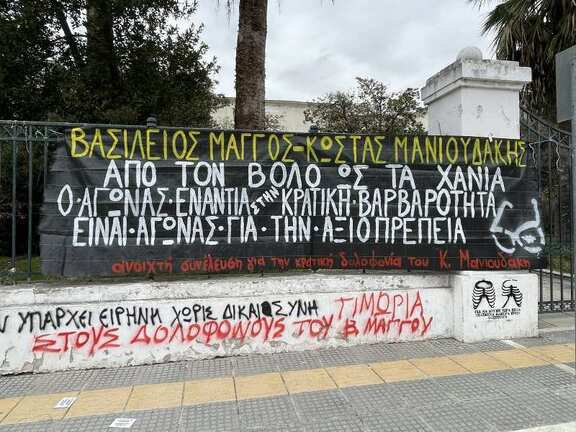 ΒΑΣΙΛΕΙΟΣ ΜΑΓΓΟΣ-ΚΩΣΤΑΣ ΜΑΝΙΟΥΔΑΚΗΣ
ΑΠΟ ΤΟΝ ΒΟΛΟ ΩΣ ΤΑ ΧΑΝΙΑ
Ο·ΑΓΩΝΑΣ·ΕΝΑΝΤΙΑ στην ΚΡΑΤΙΚΗ·ΒΑΡΒΑΡΟΤΗΤΑ
ΕΙΝΑΙ·ΑΓΩΝΑΣ·ΓΙΑ·ΤΗΝ·ΑΞΙΟΠΡΕΠΕΙΑ
ανοιχτή συνέλευση για την κρατική δολοφονία του Κ. Μανιουδάκη
Ν ΥΠΑΡΧΕΙ ΕΙΡΗΝΗ ΧΩΡΙΣ ΔΙΚΑΙΟΣΥΝΗ
ΤΙΜΩΡΙΑ
ΣΤΟΥΣ ΔΟΛΟΦΟΝΟΥΣ ΤΟΥ Β. ΜΑΓΓΟΥ